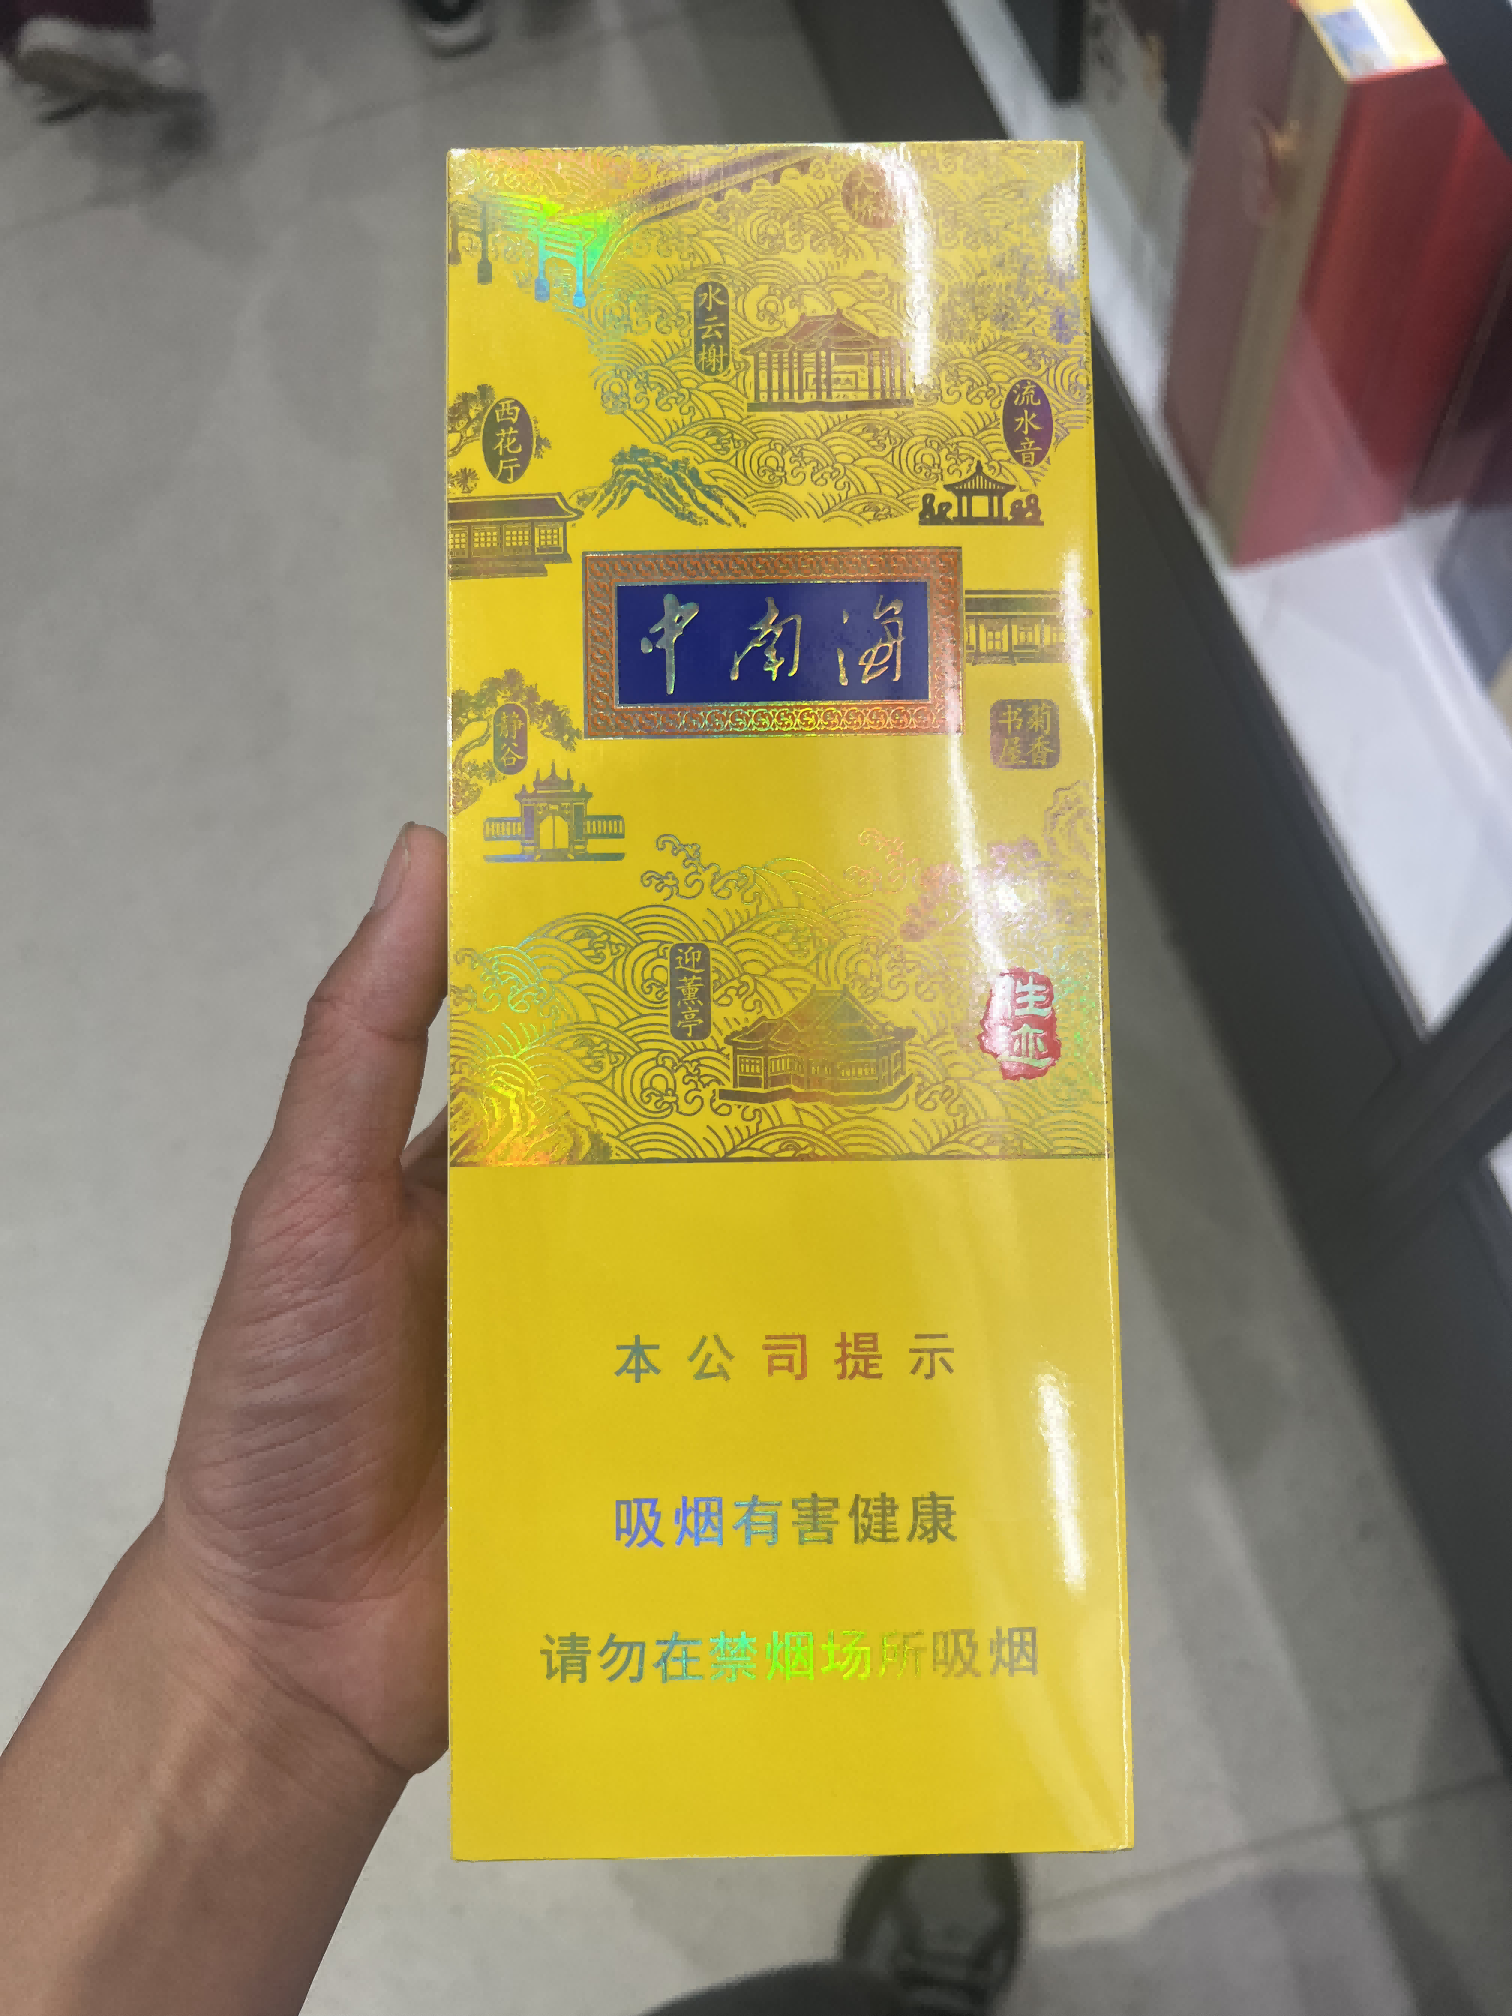 水云榭
流水音
西花厅
中南海
静谷
菊香
书屋
迎薰亭
本公司提示
吸烟有害健康
请勿在禁烟场所吸烟